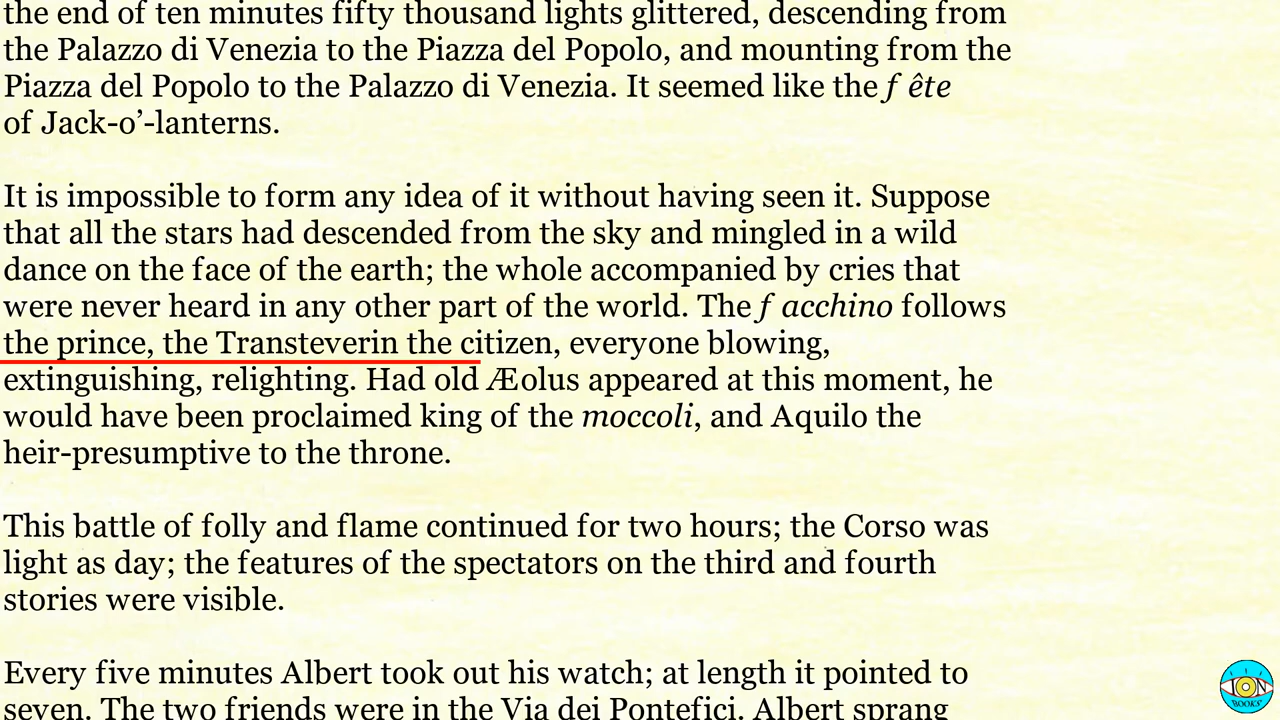 the end of ten minutes fifty thousand lights glittered, descending from
the Palazzo di Venezia to the Piazza del Popolo, and mounting from the
Piazza del Popolo to the Palazzo di Venezia. It seemed like the f ête
of Jack-o’-lanterns.
It is impossible to form any idea of it without having seen it. Suppose
that all the stars had descended from the sky and mingled in a wild
dance on the face of the earth; the whole accompanied by cries that
were never heard in any other part of the world. The f acchino follows
the prince, the Transteverin the citizen, everyone blowing,
extinguishing, relighting. Had old Æolus appeared at this moment, he
would have been proclaimed king of the moccoli, and Aquilo the
heir-presumptive to the throne.
This battle of folly and flame continued for two hours; the Corso was
light as day; the features of the spectators on the third and fourth
stories were visible.
Every five minutes Albert took out his watch; at length it pointed to
seven. The two friends were in the Via dei Pontefici. Albert sprang
ION
BOOKS